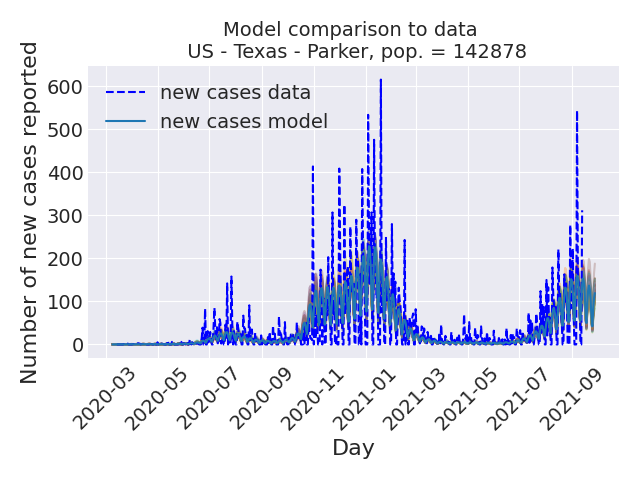 Model comparison to data
US - Texas - Parker, pop. = 142878
Number of new cases reported
600
500
400
300
200
100
0
new cases data
new cases model
2020-03
2020-05
2020-07
2020-09
2020-11
2021-01
2021-03
2021-05
2021-07
2021-09
Day